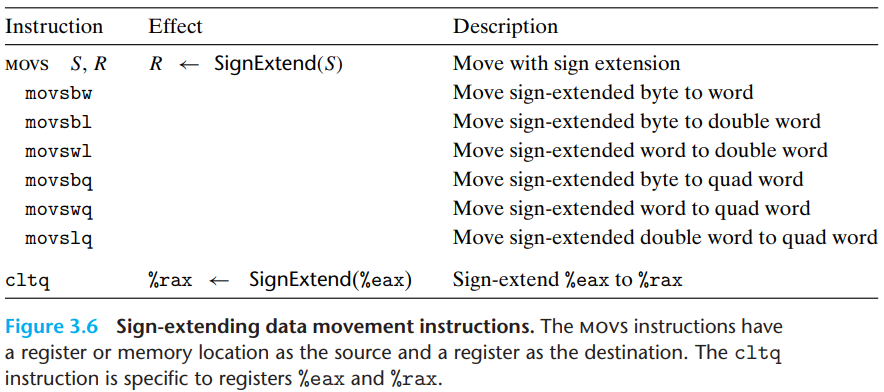 Instruction Effect Description
MOVS S, R R ← SignExtend(S) Move with sign extension
movsbw Move sign-extended byte to word
movsbl Move sign-extended byte to double word
movswl Move sign-extended word to double word
movsbq Move sign-extended byte to quad word
movswq Move sign-extended word to quad word
movslq Move sign-extended double word to quad word
cltq %rax ← SignExtend(%eax) Sign-extend %eax to %rax
Figure 3.6 Sign-extending data movement instructions. The MOVS instructions have
a register or memory location as the source and a register as the destination. The cltq
instruction is specific to registers %eax and %rax.